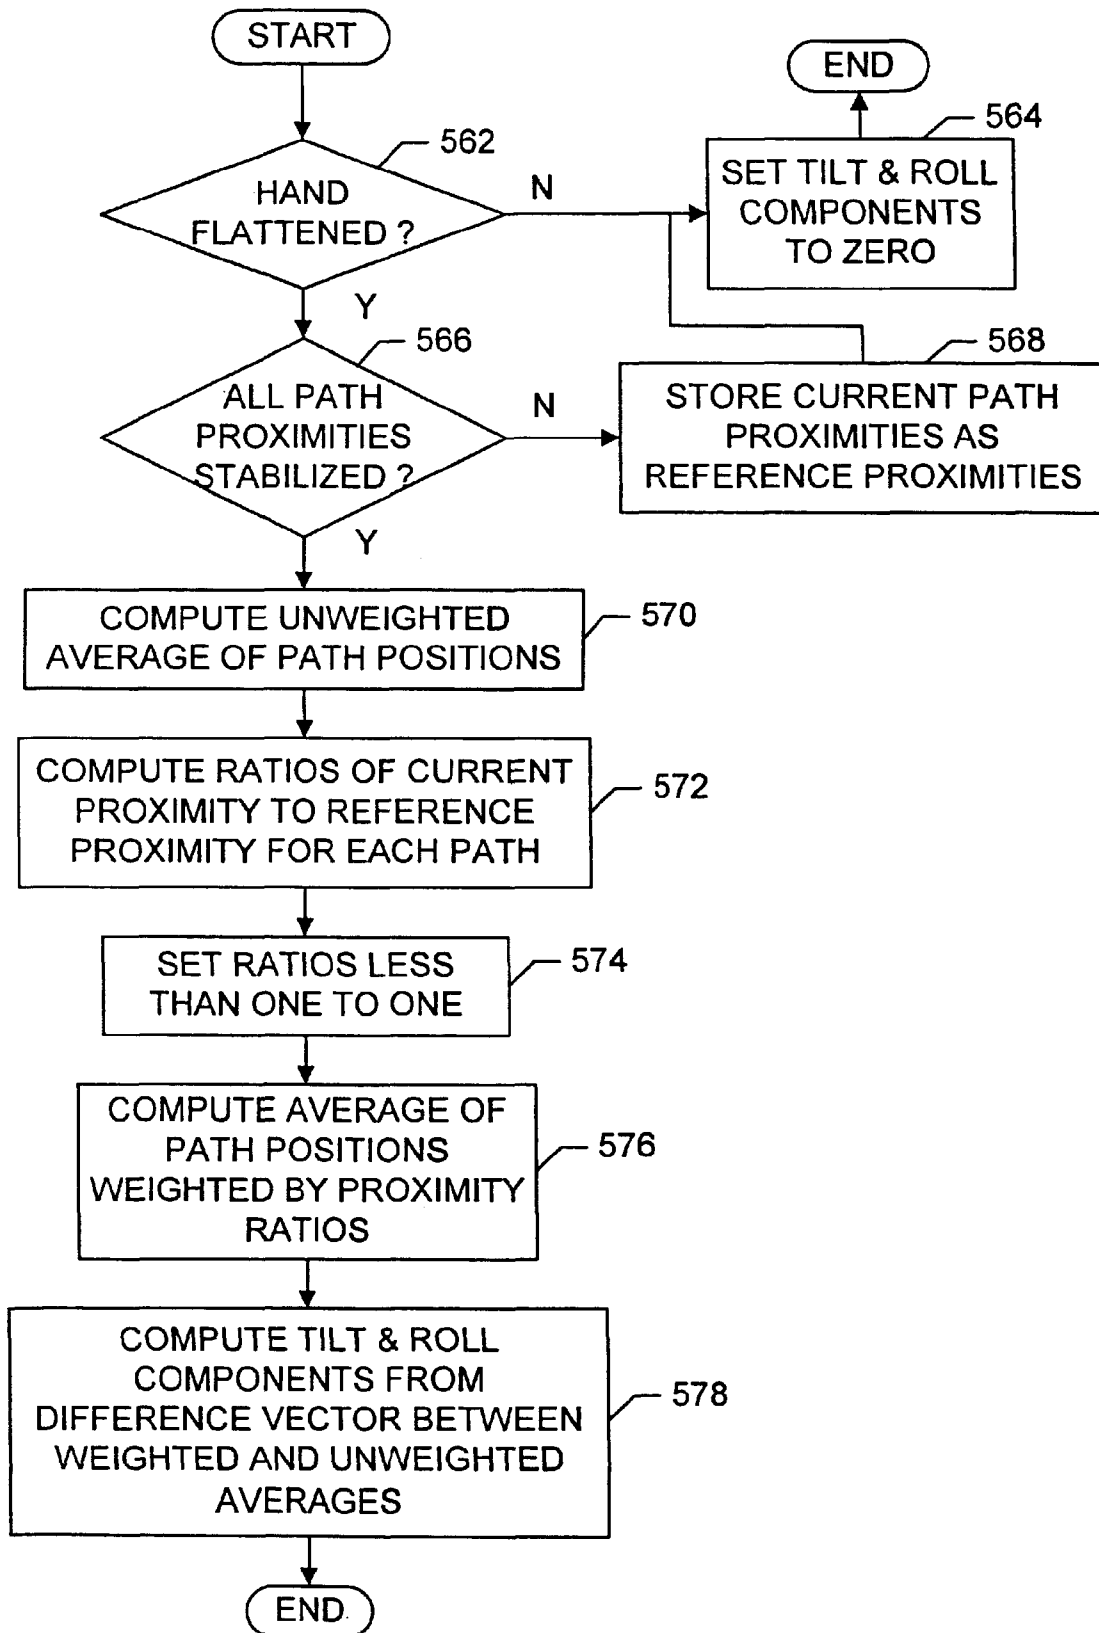 START
END
562
564
HAND
FLATTENED ?
N
SET TILT & ROLL
COMPONENTS
TO ZERO
Y
566
568
ALL PATH
PROXIMITIES
STABILIZED ?
N
STORE CURRENT PATH
PROXIMITIES AS
REFERENCE PROXIMITIES
Y
COMPUTE UNWEIGHTED
AVERAGE OF PATH POSITIONS
570
COMPUTE RATIOS OF CURRENT
PROXIMITY TO REFERENCE
PROXIMITY FOR EACH PATH
572
SET RATIOS LESS
THAN ONE TO ONE
574
COMPUTE AVERAGE OF
PATH POSITIONS
WEIGHTED BY PROXIMITY
RATIOS
576
COMPUTE TILT & ROLL
COMPONENTS FROM
DIFFERENCE VECTOR BETWEEN
WEIGHTED AND UNWEIGHTED
AVERAGES
578
END